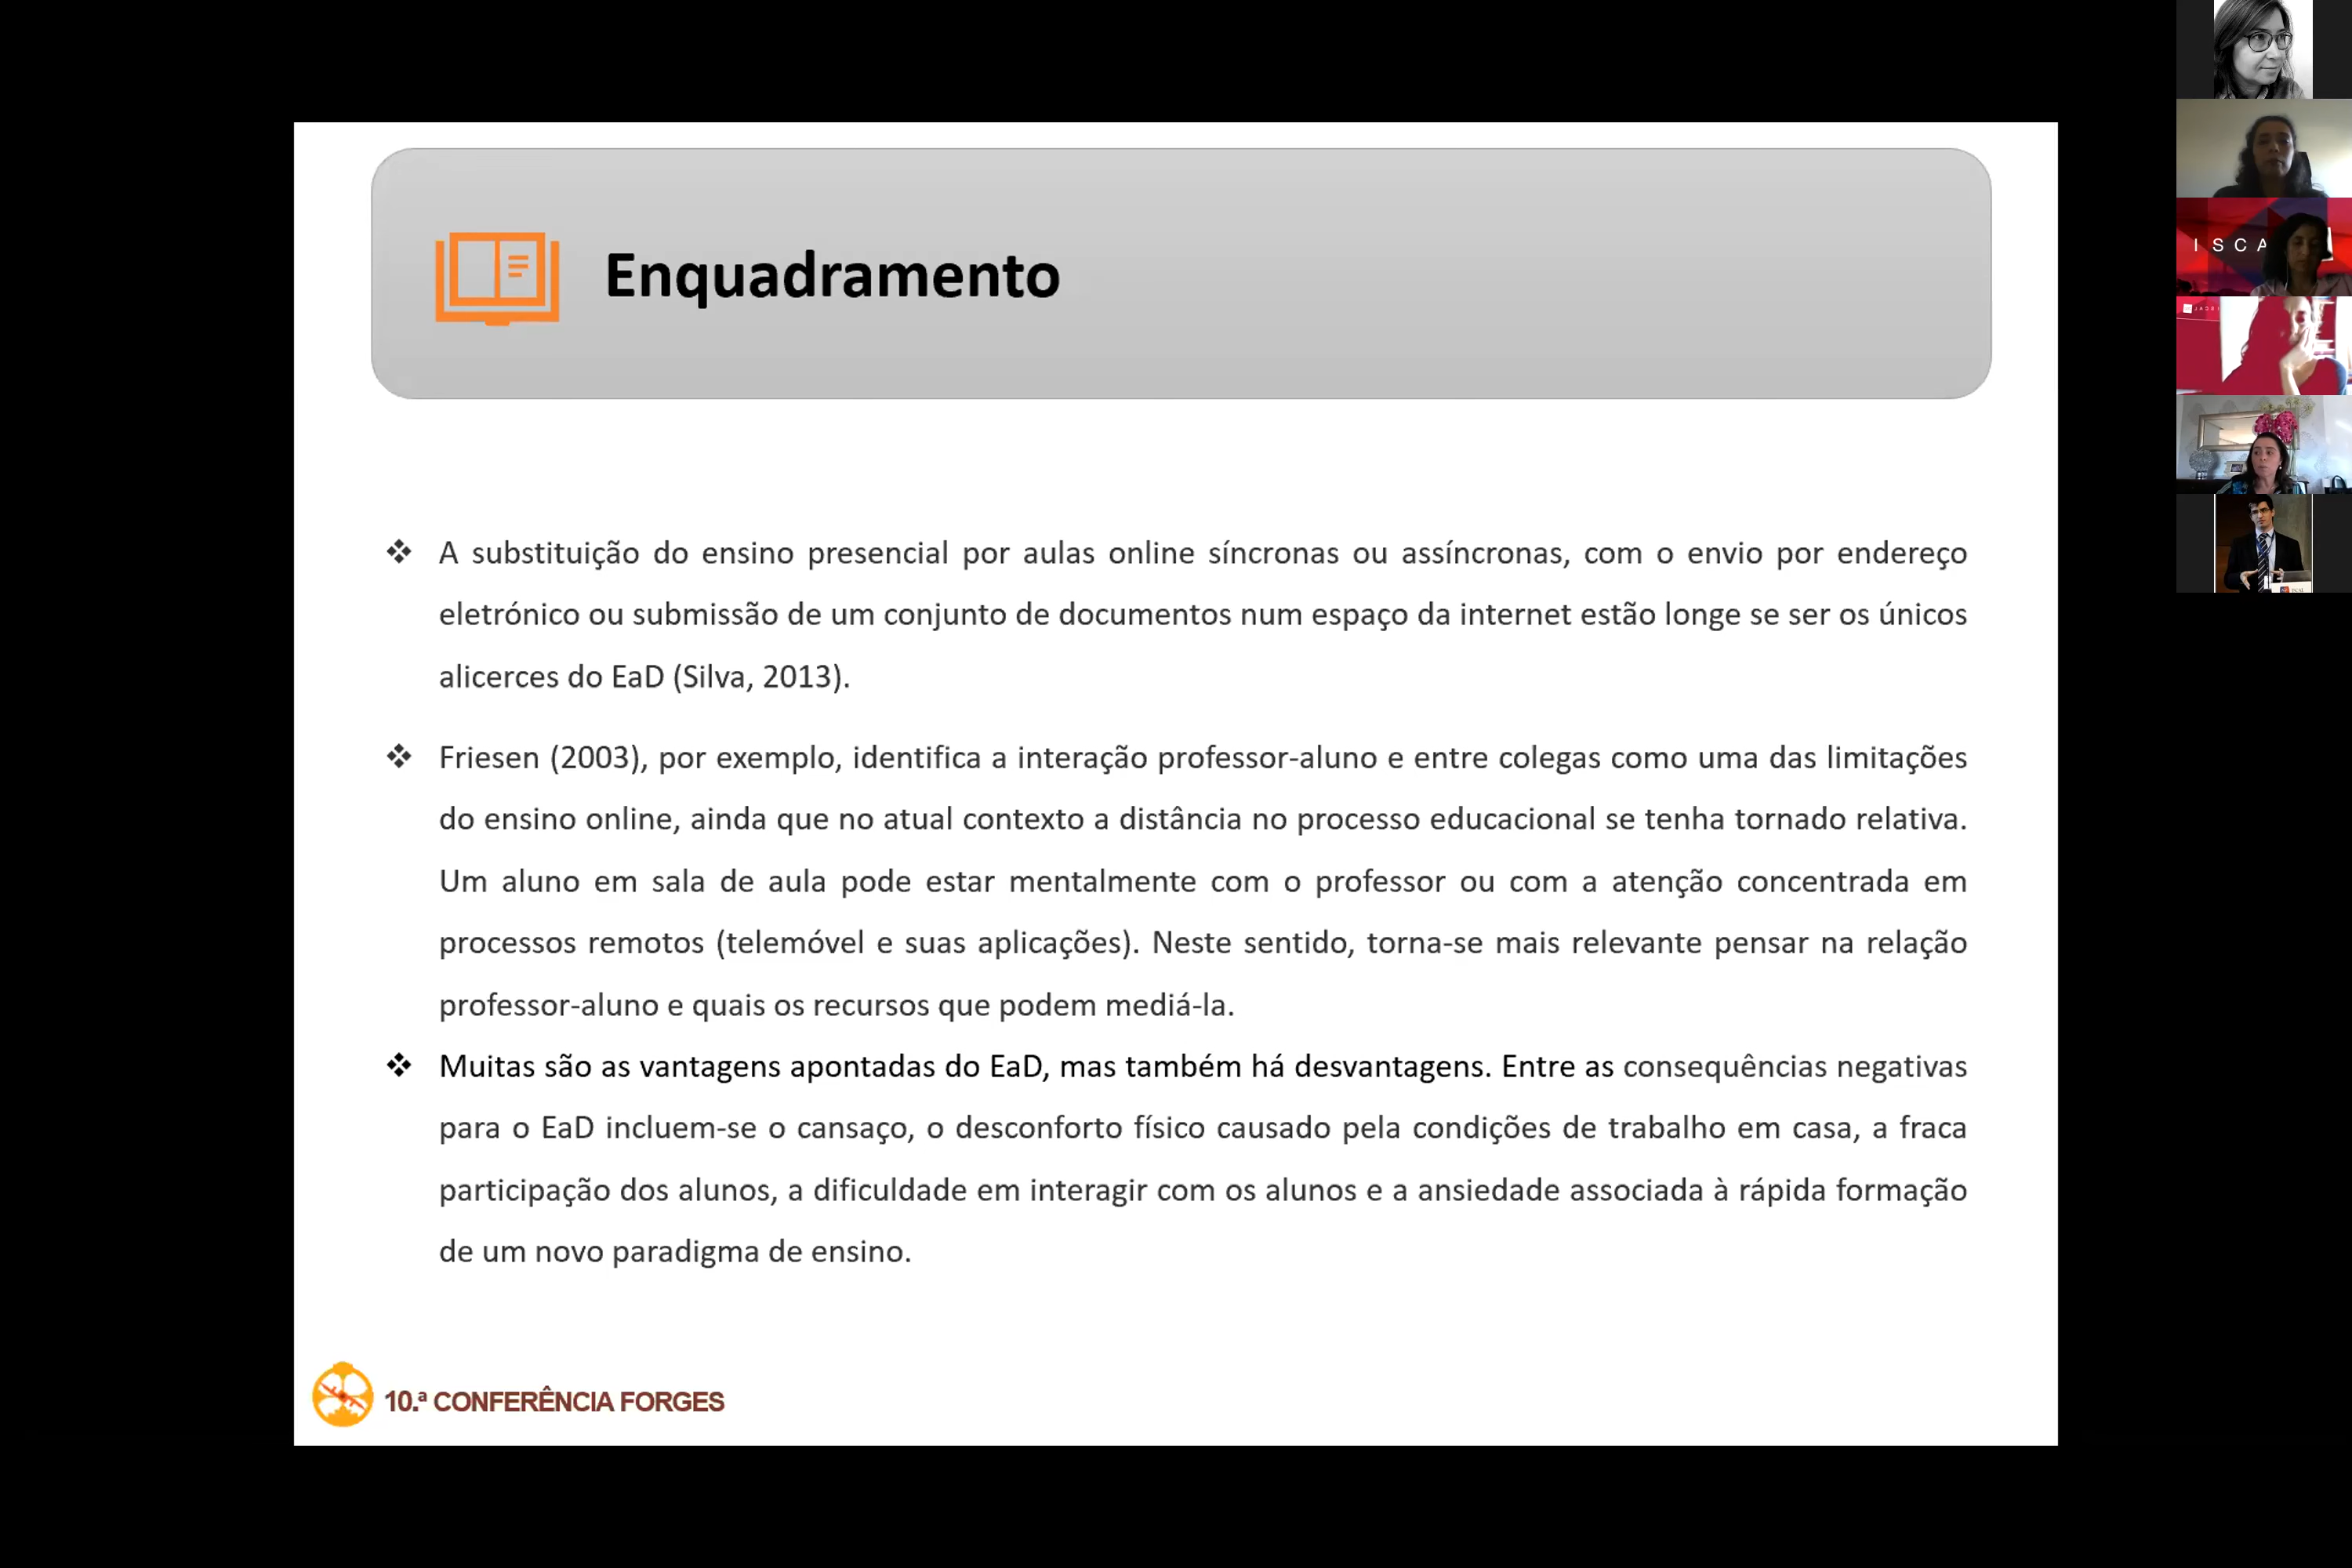 Enquadramento
❖ A substituição do ensino presencial por aulas online síncronas ou assíncronas, com o envio por endereço
eletrónico ou submissão de um conjunto de documentos num espaço da internet estão longe se ser os únicos
alicerces do EaD (Silva, 2013).
❖ Friesen (2003), por exemplo, identifica a interação professor-aluno e entre colegas como uma das limitações
do ensino online, ainda que no atual contexto a distância no processo educacional se tenha tornado relativa.
Um aluno em sala de aula pode estar mentalmente com o professor ou com a atenção concentrada em
processos remotos (telemóvel e suas aplicações). Neste sentido, torna-se mais relevante pensar na relação
professor-aluno e quais os recursos que podem mediá-la.
❖ Muitas são as vantagens apontadas do EaD, mas também há desvantagens. Entre as consequências negativas
para o EaD incluem-se o cansaço, o desconforto físico causado pela condições de trabalho em casa, a fraca
participação dos alunos, a dificuldade em interagir com os alunos e a ansiedade associada à rápida formação
de um novo paradigma de ensino.
10.ª CONFERÊNCIA FORGES
ISCA